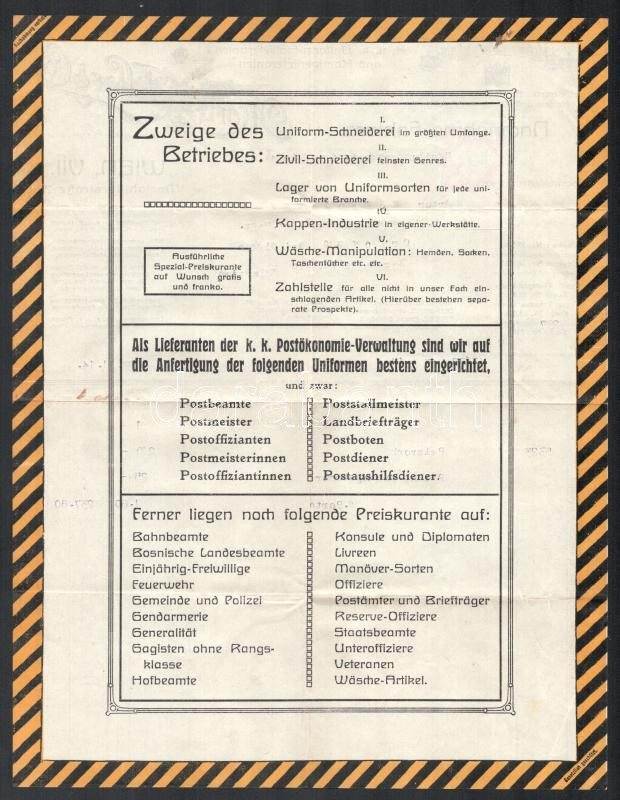 Zweige des
Betriebes:
Ausführliche
Spezial-Preiskurante
auf Wunsch gratis
und franko.
I.
Uniform-Schneiderei im größten Umfange.
II.
Zivil-Schneiderei feinsten Genres.
III.
Lager von Uniformsorten für jede uni-
formierte Branche.
IV.
Kappen-Industrie in eigener Werkstätte.
V.
Wäsche-Manipulation: Hemden, Socken,
Taschentücher etc. etc.
VI.
Zahlstelle für alle nicht in unser Fach ein-
schlagenden Artikel. (Hierüber bestehen sepa-
rate Prospekte).
Als Lieferanten der k. k. Postökonomie-Verwaltung sind wir auf
die Anfertigung der folgenden Uniformen bestens eingerichtet,
und zwar:
Postbeamte
Postmeister
Postoffizianten
Postmeisterinnen
Postoffiziantinnen
Poststallmeister
Landbriefträger
Postboten
Postdiener
Postaushilfsdiener.
Ferner liegen noch folgende Preiskurante auf:
Bahnbeamte
Bosnische Landesbeamte
Einjährig-Freiwillige
Feuerwehr
Gemeinde und Polizei
Gendarmerie
Generalität
Gagisten ohne Rangs-
klasse
Hofbeamte
Konsule und Diplomaten
Livreen
Manöver-Sorten
Offiziere
Postämter und Briefträger
Reserve-Offiziere
Staatsbeamte
Unteroffiziere
Veteranen
Wäsche-Artikel.